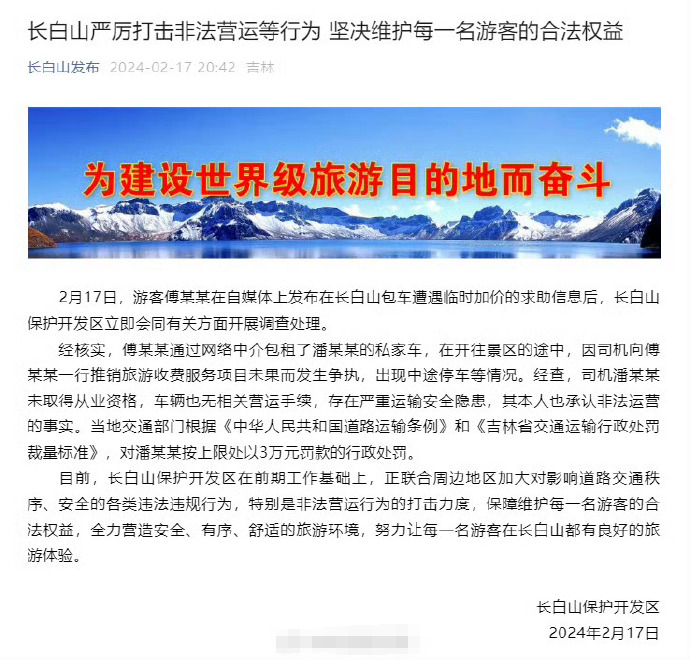 长白山严厉打击非法营运等行为 坚决维护每一名游客的合法权益
长白山发布 2024-02-17 20:42 吉林
为建设世界级旅游目的地而奋斗
2月17日，游客傅某某在自媒体上发布在长白山包车遭遇临时加价的求助信息后，长白山
保护开发区立即会同有关方面开展调查处理。
经核实，傅某某通过网络中介包租了潘某某的私家车，在开往景区的途中，因司机向傅
某某一行推销旅游收费服务项目未果而发生争执，出现中途停车等情况。经查，司机潘某某
未取得从业资格，车辆也无相关营运手续，存在严重运输安全隐患，其本人也承认非法运营
的事实。当地交通部门根据《中华人民共和国道路运输条例》和《吉林省交通运输行政处罚
裁量标准》，对潘某某按上限处以3万元罚款的行政处罚。
目前，长白山保护开发区在前期工作基础上，正联合周边地区加大对影响道路交通秩
序、安全的各类违法违规行为，特别是非法营运行为的打击力度，保障维护每一名游客的合
法权益，全力营造安全、有序、舒适的旅游环境，努力让每一名游客在长白山都有良好的旅
游体验。
长白山保护开发区
2024年2月17日